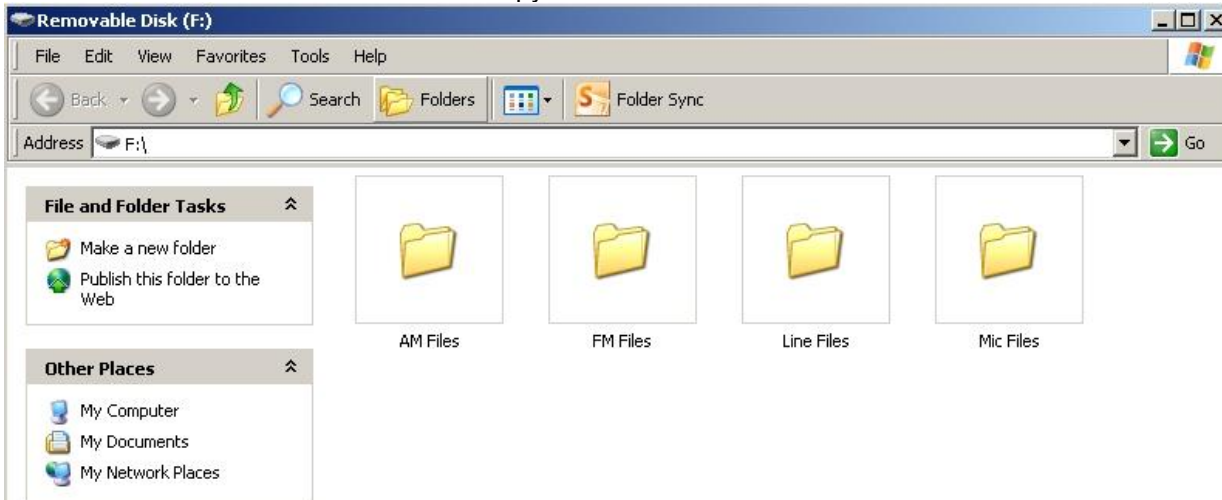 Removable Disk (F:)
File Edit View Favorites Tools Help
Back Search Folders Folder Sync
Address F:\ Go
File and Folder Tasks
Make a new folder
Publish this folder to the
Web
Other Places
My Computer
My Documents
My Network Places
AM Files FM Files Line Files Mic Files